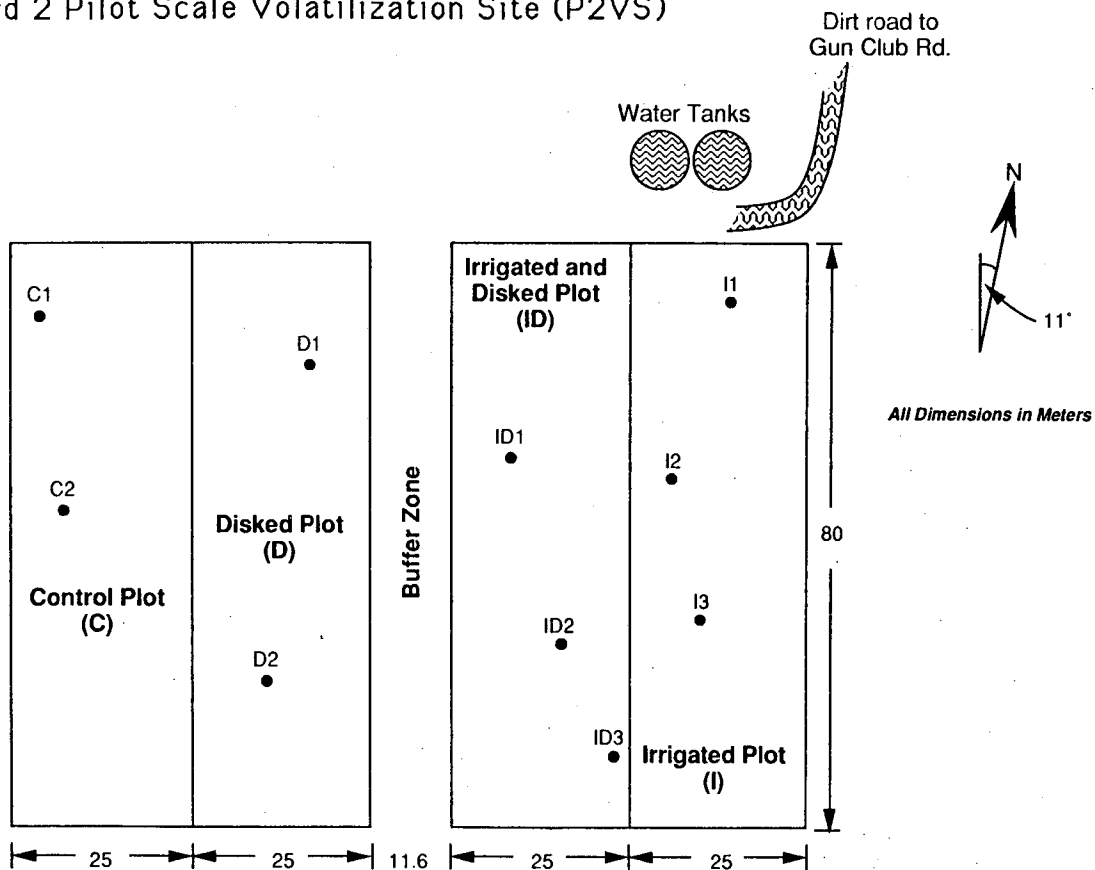 2 Pilot Scale Volatilization Site (P2VS)
Dirt road to
Gun Club Rd.
Water Tanks
N
11°
All Dimensions in Meters
Irrigated and
Disked Plot
(ID)
C1
I1
D1
ID1
I2
C2
Disked Plot
(D)
Buffer Zone
80
Control Plot
(C)
I3
ID2
D2
ID3
Irrigated Plot
(I)
25
25
11.6
25
25